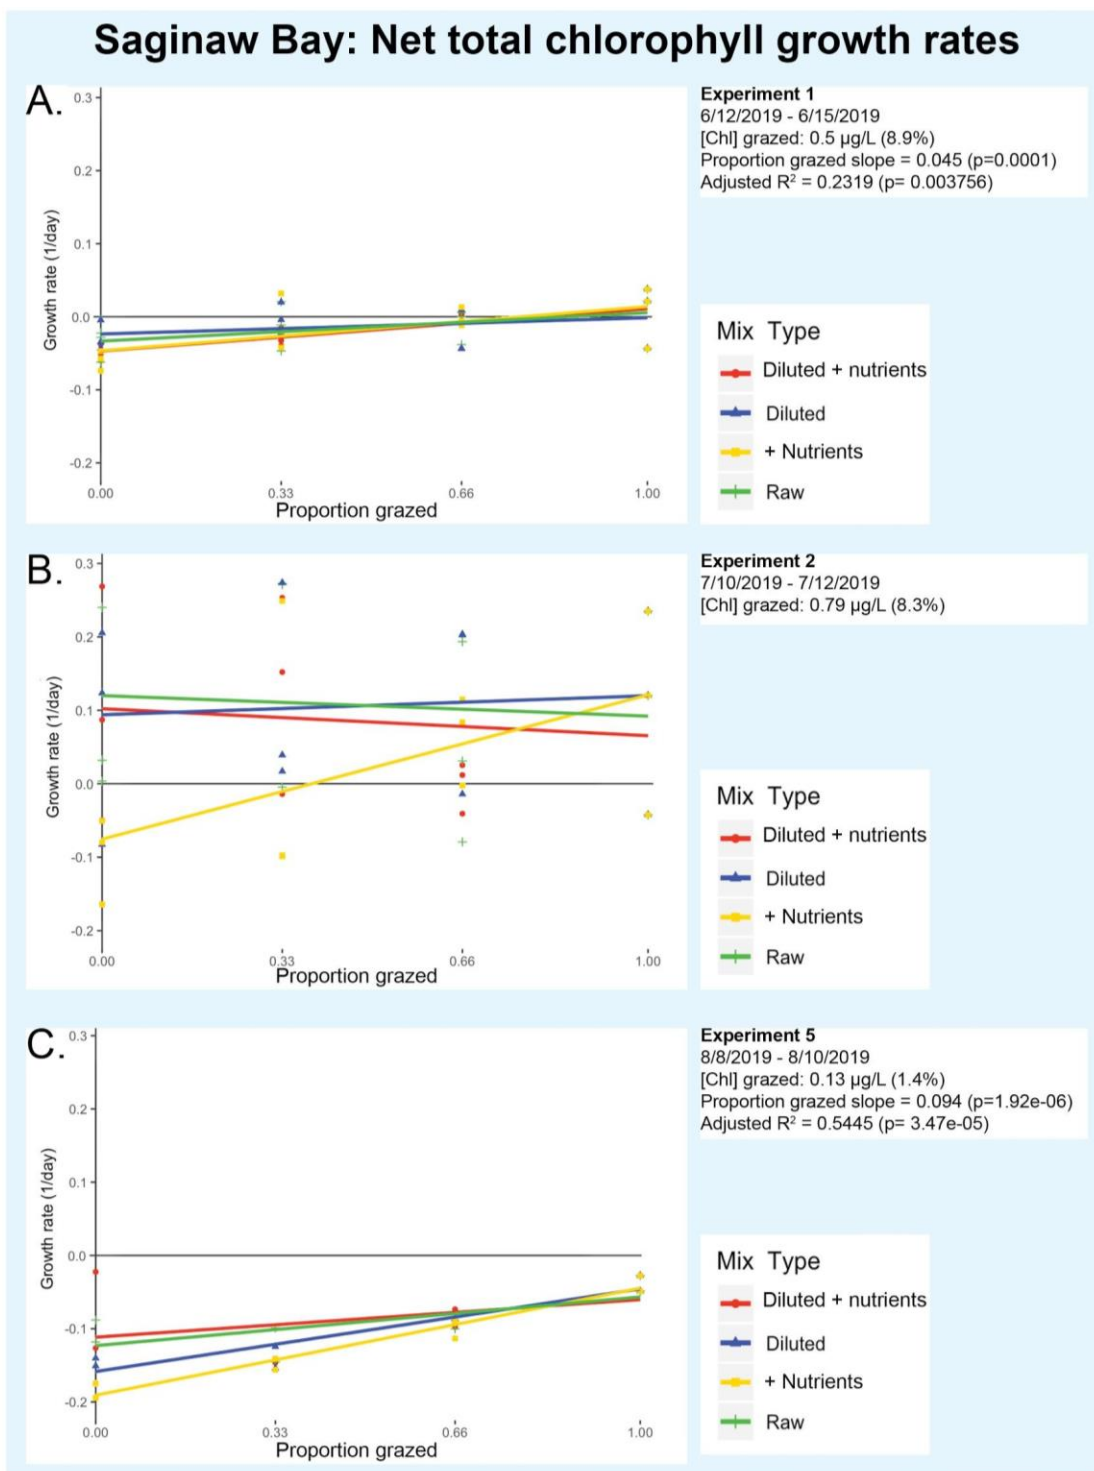 Saginaw Bay: Net total chlorophyll growth rates
A.
0.3
0.2
0.1
0.0
-0.1
-0.2
Growth rate (1/day)
0.00 0.33 0.66 1.00
Proportion grazed
Experiment 1
6/12/2019 - 6/15/2019
[Chl] grazed: 0.5 µg/L (8.9%)
Proportion grazed slope = 0.045 (p=0.0001)
Adjusted R² = 0.2319 (p= 0.003756)
Mix Type
Diluted + nutrients
Diluted
+ Nutrients
Raw
B.
0.3
0.2
0.1
0.0
-0.1
-0.2
Growth rate (1/day)
0.00 0.33 0.66 1.00
Proportion grazed
Experiment 2
7/10/2019 - 7/12/2019
[Chl] grazed: 0.79 µg/L (8.3%)
Mix Type
Diluted + nutrients
Diluted
+ Nutrients
Raw
C.
0.3
0.2
0.1
0.0
-0.1
-0.2
Growth rate (1/day)
0.00 0.33 0.66 1.00
Proportion grazed
Experiment 5
8/8/2019 - 8/10/2019
[Chl] grazed: 0.13 µg/L (1.4%)
Proportion grazed slope = 0.094 (p=1.92e-06)
Adjusted R² = 0.5445 (p= 3.47e-05)
Mix Type
Diluted + nutrients
Diluted
+ Nutrients
Raw